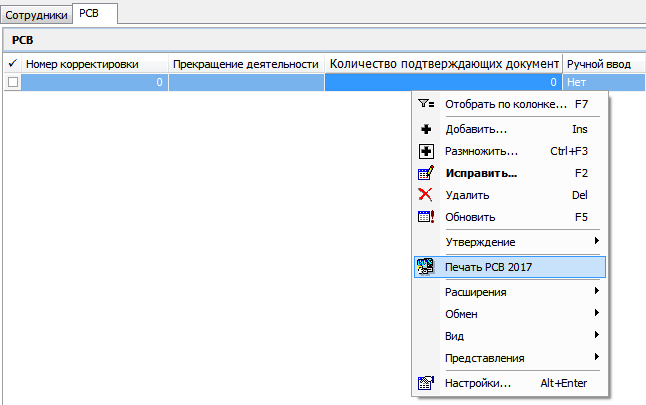 Сотрудники РСВ
РСВ
✓ Номер корректировки Прекращение деятельности Количество подтверждающих документ Ручной ввод
0 0 Нет
Отобрать по колонке... F7
Добавить... Ins
Размножить... Ctrl+F3
Исправить... F2
Удалить Del
Обновить F5
Утверждение
Печать РСВ 2017
Расширения
Обмен
Вид
Представления
Настройки... Alt+Enter